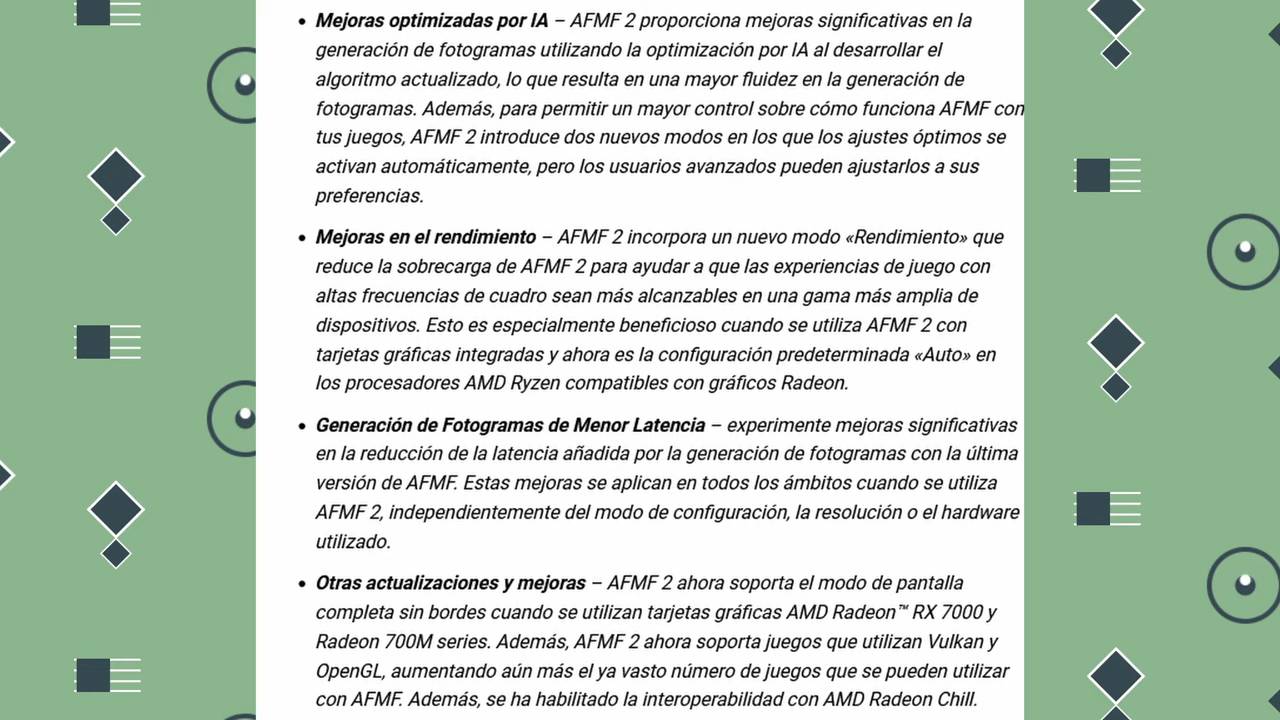 • Mejoras optimizadas por IA – AFMF 2 proporciona mejoras significativas en la
generación de fotogramas utilizando la optimización por IA al desarrollar el
algoritmo actualizado, lo que resulta en una mayor fluidez en la generación de
fotogramas. Además, para permitir un mayor control sobre cómo funciona AFMF con
tus juegos, AFMF 2 introduce dos nuevos modos en los que los ajustes óptimos se
activan automáticamente, pero los usuarios avanzados pueden ajustarlos a sus
preferencias.
• Mejoras en el rendimiento – AFMF 2 incorpora un nuevo modo «Rendimiento» que
reduce la sobrecarga de AFMF 2 para ayudar a que las experiencias de juego con
altas frecuencias de cuadro sean más alcanzables en una gama más amplia de
dispositivos. Esto es especialmente beneficioso cuando se utiliza AFMF 2 con
tarjetas gráficas integradas y ahora es la configuración predeterminada «Auto» en
los procesadores AMD Ryzen compatibles con gráficos Radeon.
• Generación de Fotogramas de Menor Latencia – experimente mejoras significativas
en la reducción de la latencia añadida por la generación de fotogramas con la última
versión de AFMF. Estas mejoras se aplican en todos los ámbitos cuando se utiliza
AFMF 2, independientemente del modo de configuración, la resolución o el hardware
utilizado.
• Otras actualizaciones y mejoras – AFMF 2 ahora soporta el modo de pantalla
completa sin bordes cuando se utilizan tarjetas gráficas AMD Radeon™ RX 7000 y
Radeon 700M series. Además, AFMF 2 ahora soporta juegos que utilizan Vulkan y
OpenGL, aumentando aún más el ya vasto número de juegos que se pueden utilizar
con AFMF. Además, se ha habilitado la interoperabilidad con AMD Radeon Chill.